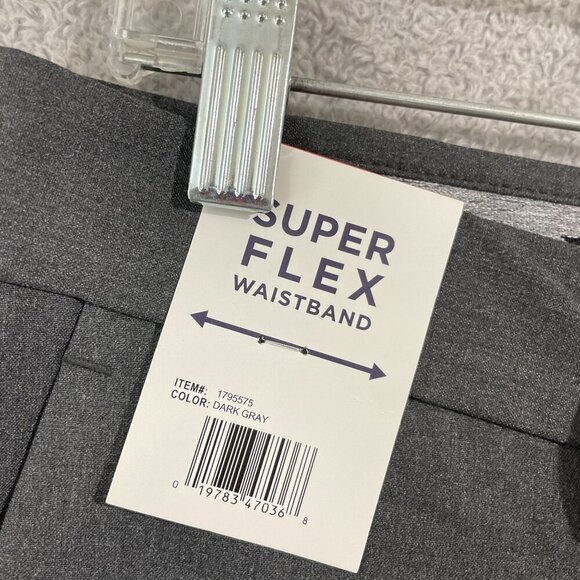 SUPER
FLEX
WAISTBAND
ITEM#: 1795575
COLOR: DARK GRAY
0 19783 47036 8